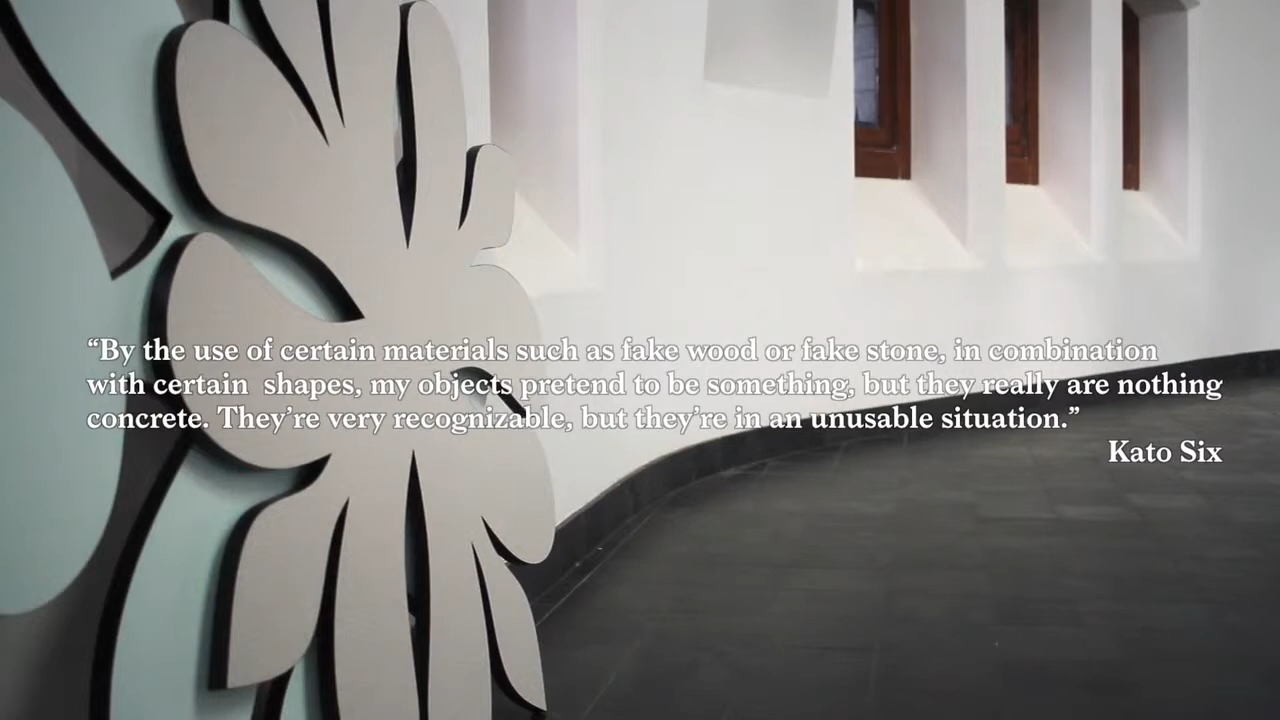 “By the use of certain materials such as fake wood or fake stone, in combination
with certain  shapes, my objects pretend to be something, but they really are nothing
concrete. They’re very recognizable, but they’re in an unusable situation.”
Kato Six